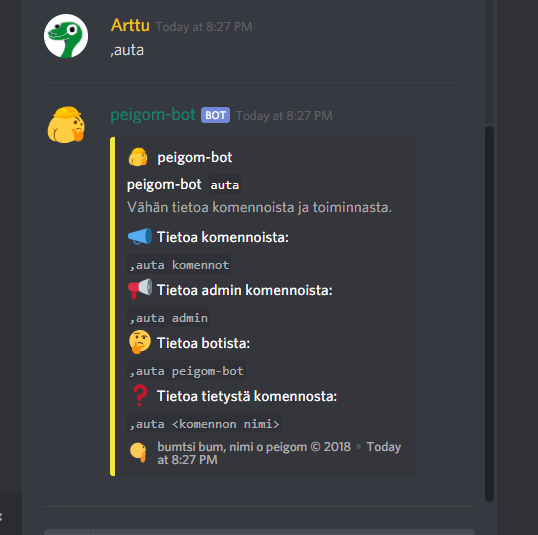 Arttu Today at 8:27 PM
,auta
peigom-bot BOT Today at 8:27 PM
peigom-bot
peigom-bot auta
Vähän tietoa komennoista ja toiminnasta.
Tietoa komennoista:
,auta komennot
Tietoa admin komennoista:
,auta admin
Tietoa botista:
,auta peigom-bot
Tietoa tietystä komennosta:
,auta <komennon nimi>
bumtsi bum, nimi o peigom © 2018 • Today
at 8:27 PM